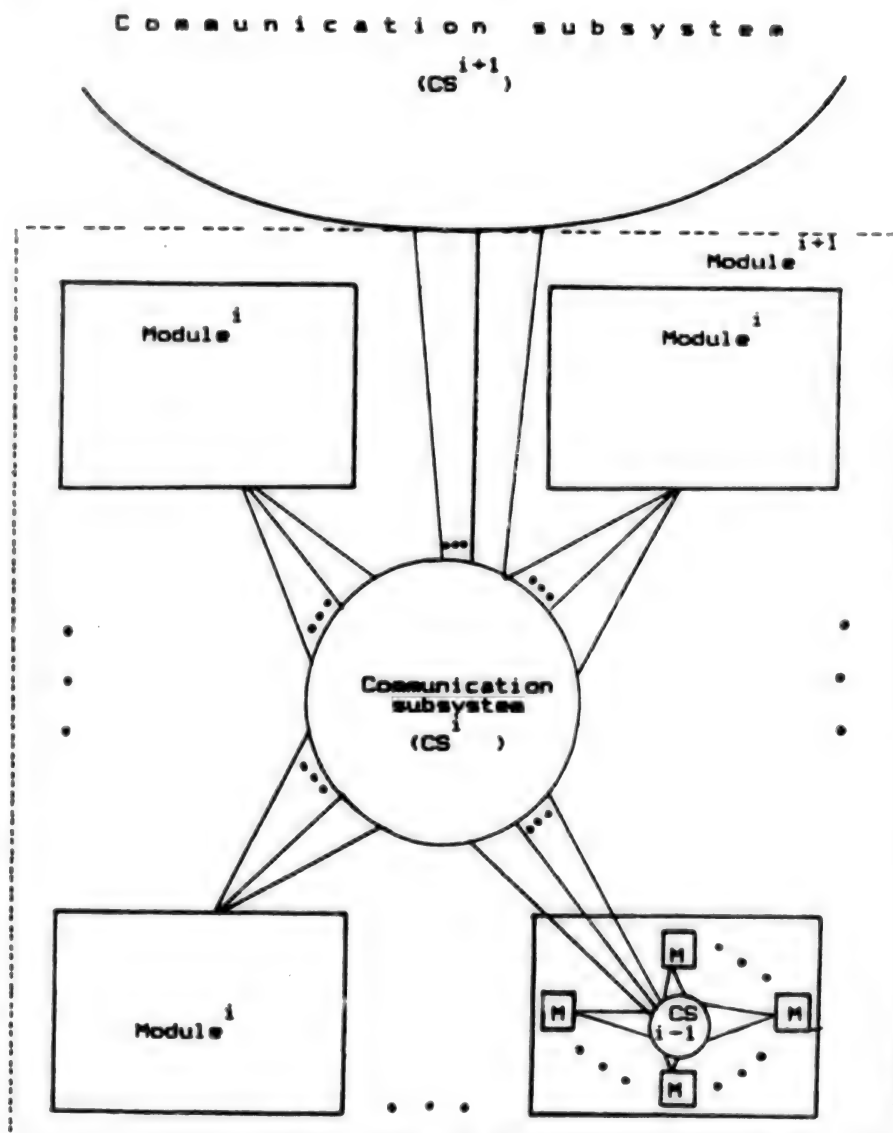 Communication subsystem
(CS^{i+1})
Module^{i+1}
Module^{i}
Module^{i}
Communication
subsystem
(CS^{i})
Module^{i}
M
M
CS
i-1
M
M